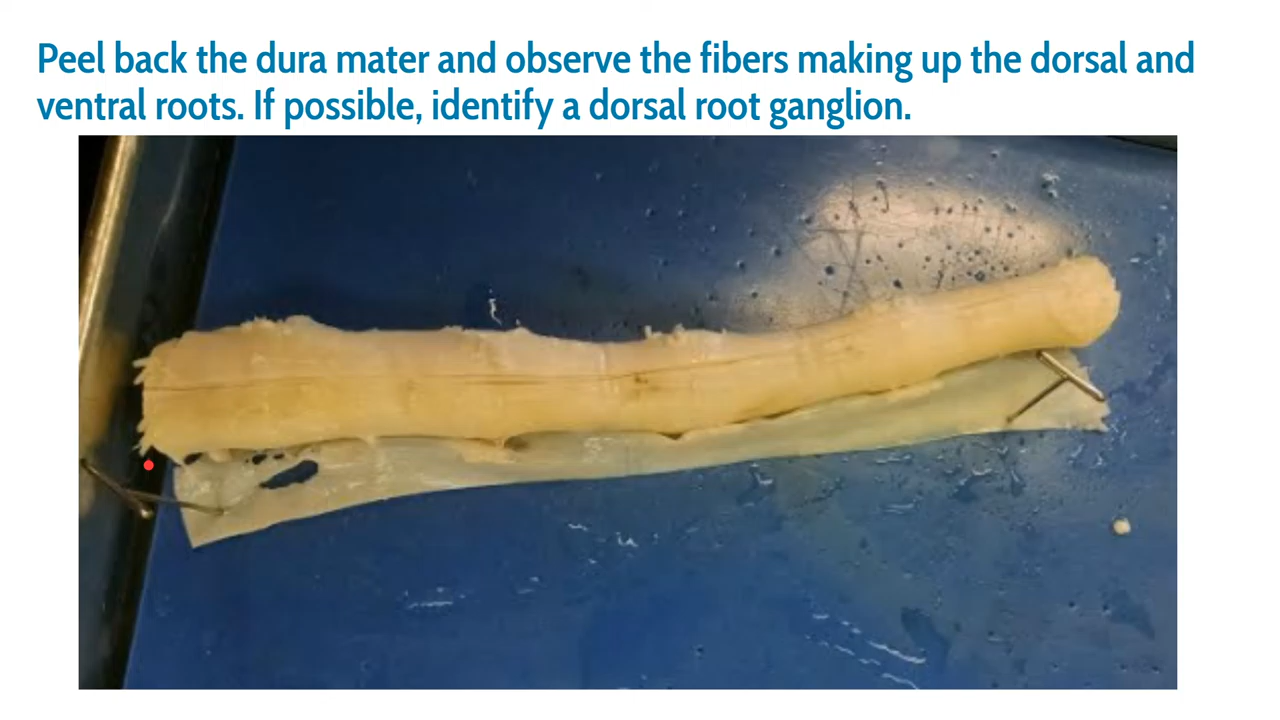 Peel back the dura mater and observe the fibers making up the dorsal and
ventral roots. If possible, identify a dorsal root ganglion.